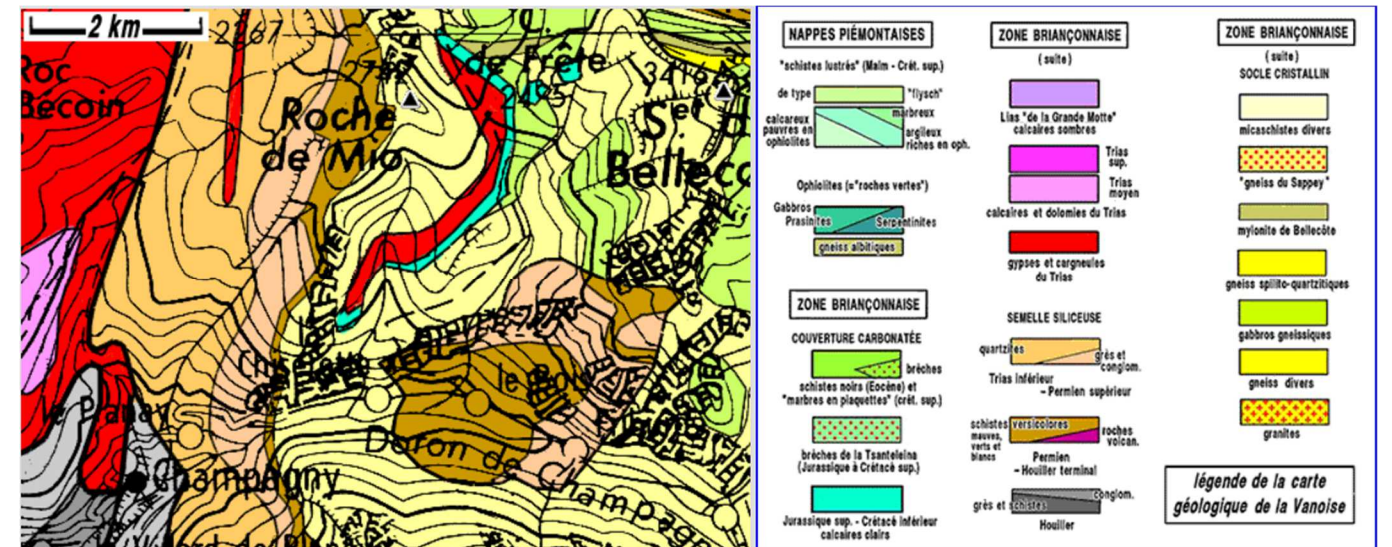 2 km
2267
Roc
Bécoin
Roche
de Mio
de Frête
3416
Bellecô
le Planay
le Bois
Champagny
Doron de Champag
NAPPES PIÉMONTAISES
"schistes lustrés" (Malm - Crét. sup.)
de type
"flysch"
calcareux
pauvres en
ophiolites
marbreux
argileux
riches en oph.
Ophiolites (="roches vertes")
Gabbros
Prasinites
Serpentinites
gneiss albitiques
ZONE BRIANÇONNAISE
COUVERTURE CARBONATÉE
brèches
schistes noirs (Eocène) et
"marbres en plaquettes" (crét. sup.)
brèches de la Tsanteleina
(Jurassique à Crétacé sup.)
Jurassique sup. - Crétacé inférieur
calcaires clairs
ZONE BRIANÇONNAISE
(suite)
Lias "de la Grande Motte"
calcaires sombres
Trias
sup.
Trias
moyen
calcaires et dolomies du Trias
gypses et cargneules
du Trias
SEMELLE SILICEUSE
quartzites
grès et
conglom.
Trias inférieur
- Permien supérieur
schistes versicolores
mauves,
verts et
blancs
roches
volcan.
Permien
- Houiller terminal
grès et schistes
conglom.
Houiller
ZONE BRIANÇONNAISE
(suite)
SOCLE CRISTALLIN
micaschistes divers
"gneiss du Sappey"
mylonite de Bellecôte
gneiss spilito-quartzitiques
gabbros gneissiques
gneiss divers
granites
légende de la carte
géologique de la Vanoise